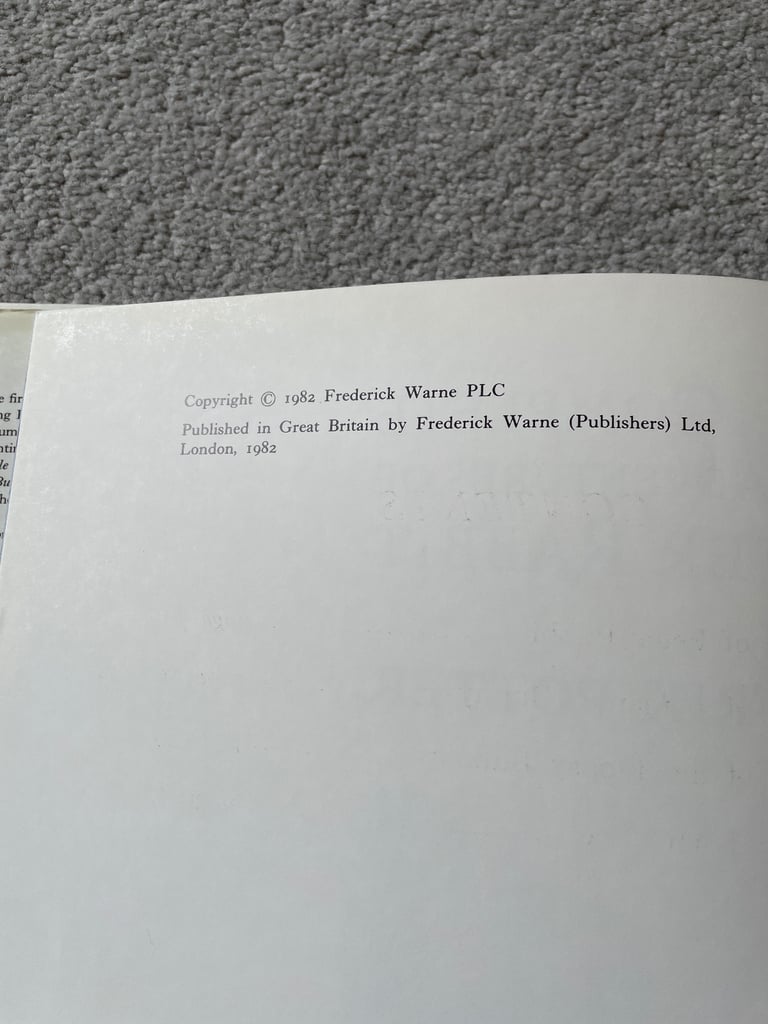 Copyright © 1982 Frederick Warne PLC
Published in Great Britain by Frederick Warne (Publishers) Ltd,
London, 1982